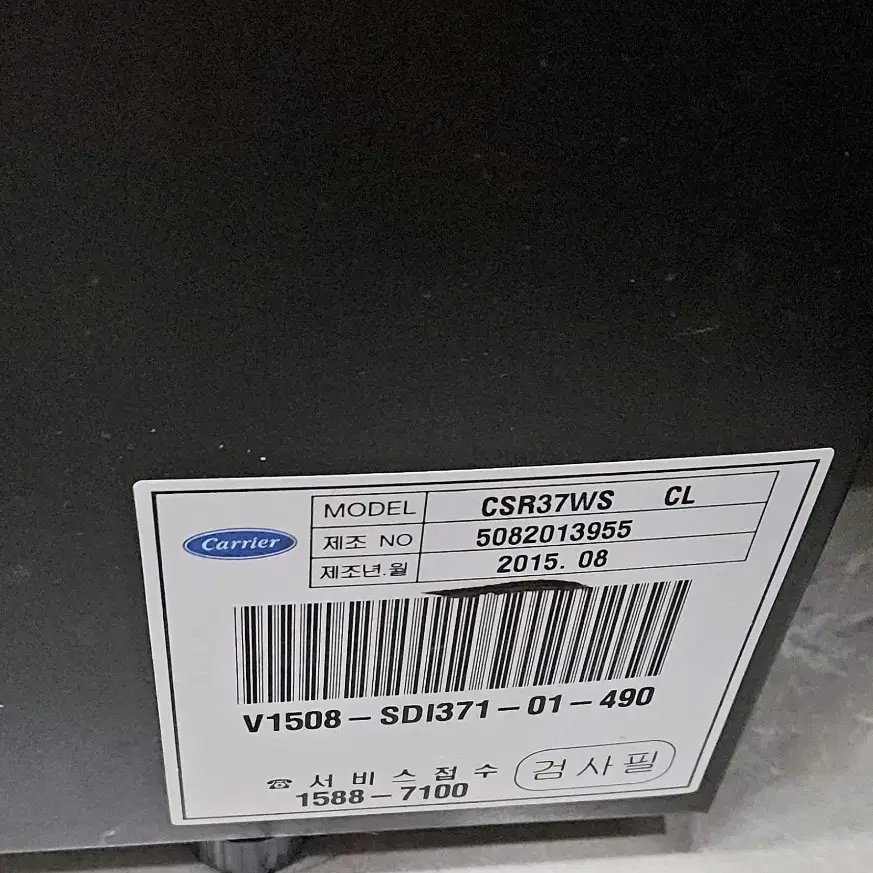 Carrier
MODEL CSR37WS CL
제조 NO 5082013955
제조년.월 2015. 08
V1508-SDI371-01-490
☎ 서비스접수 검사필
1588-7100